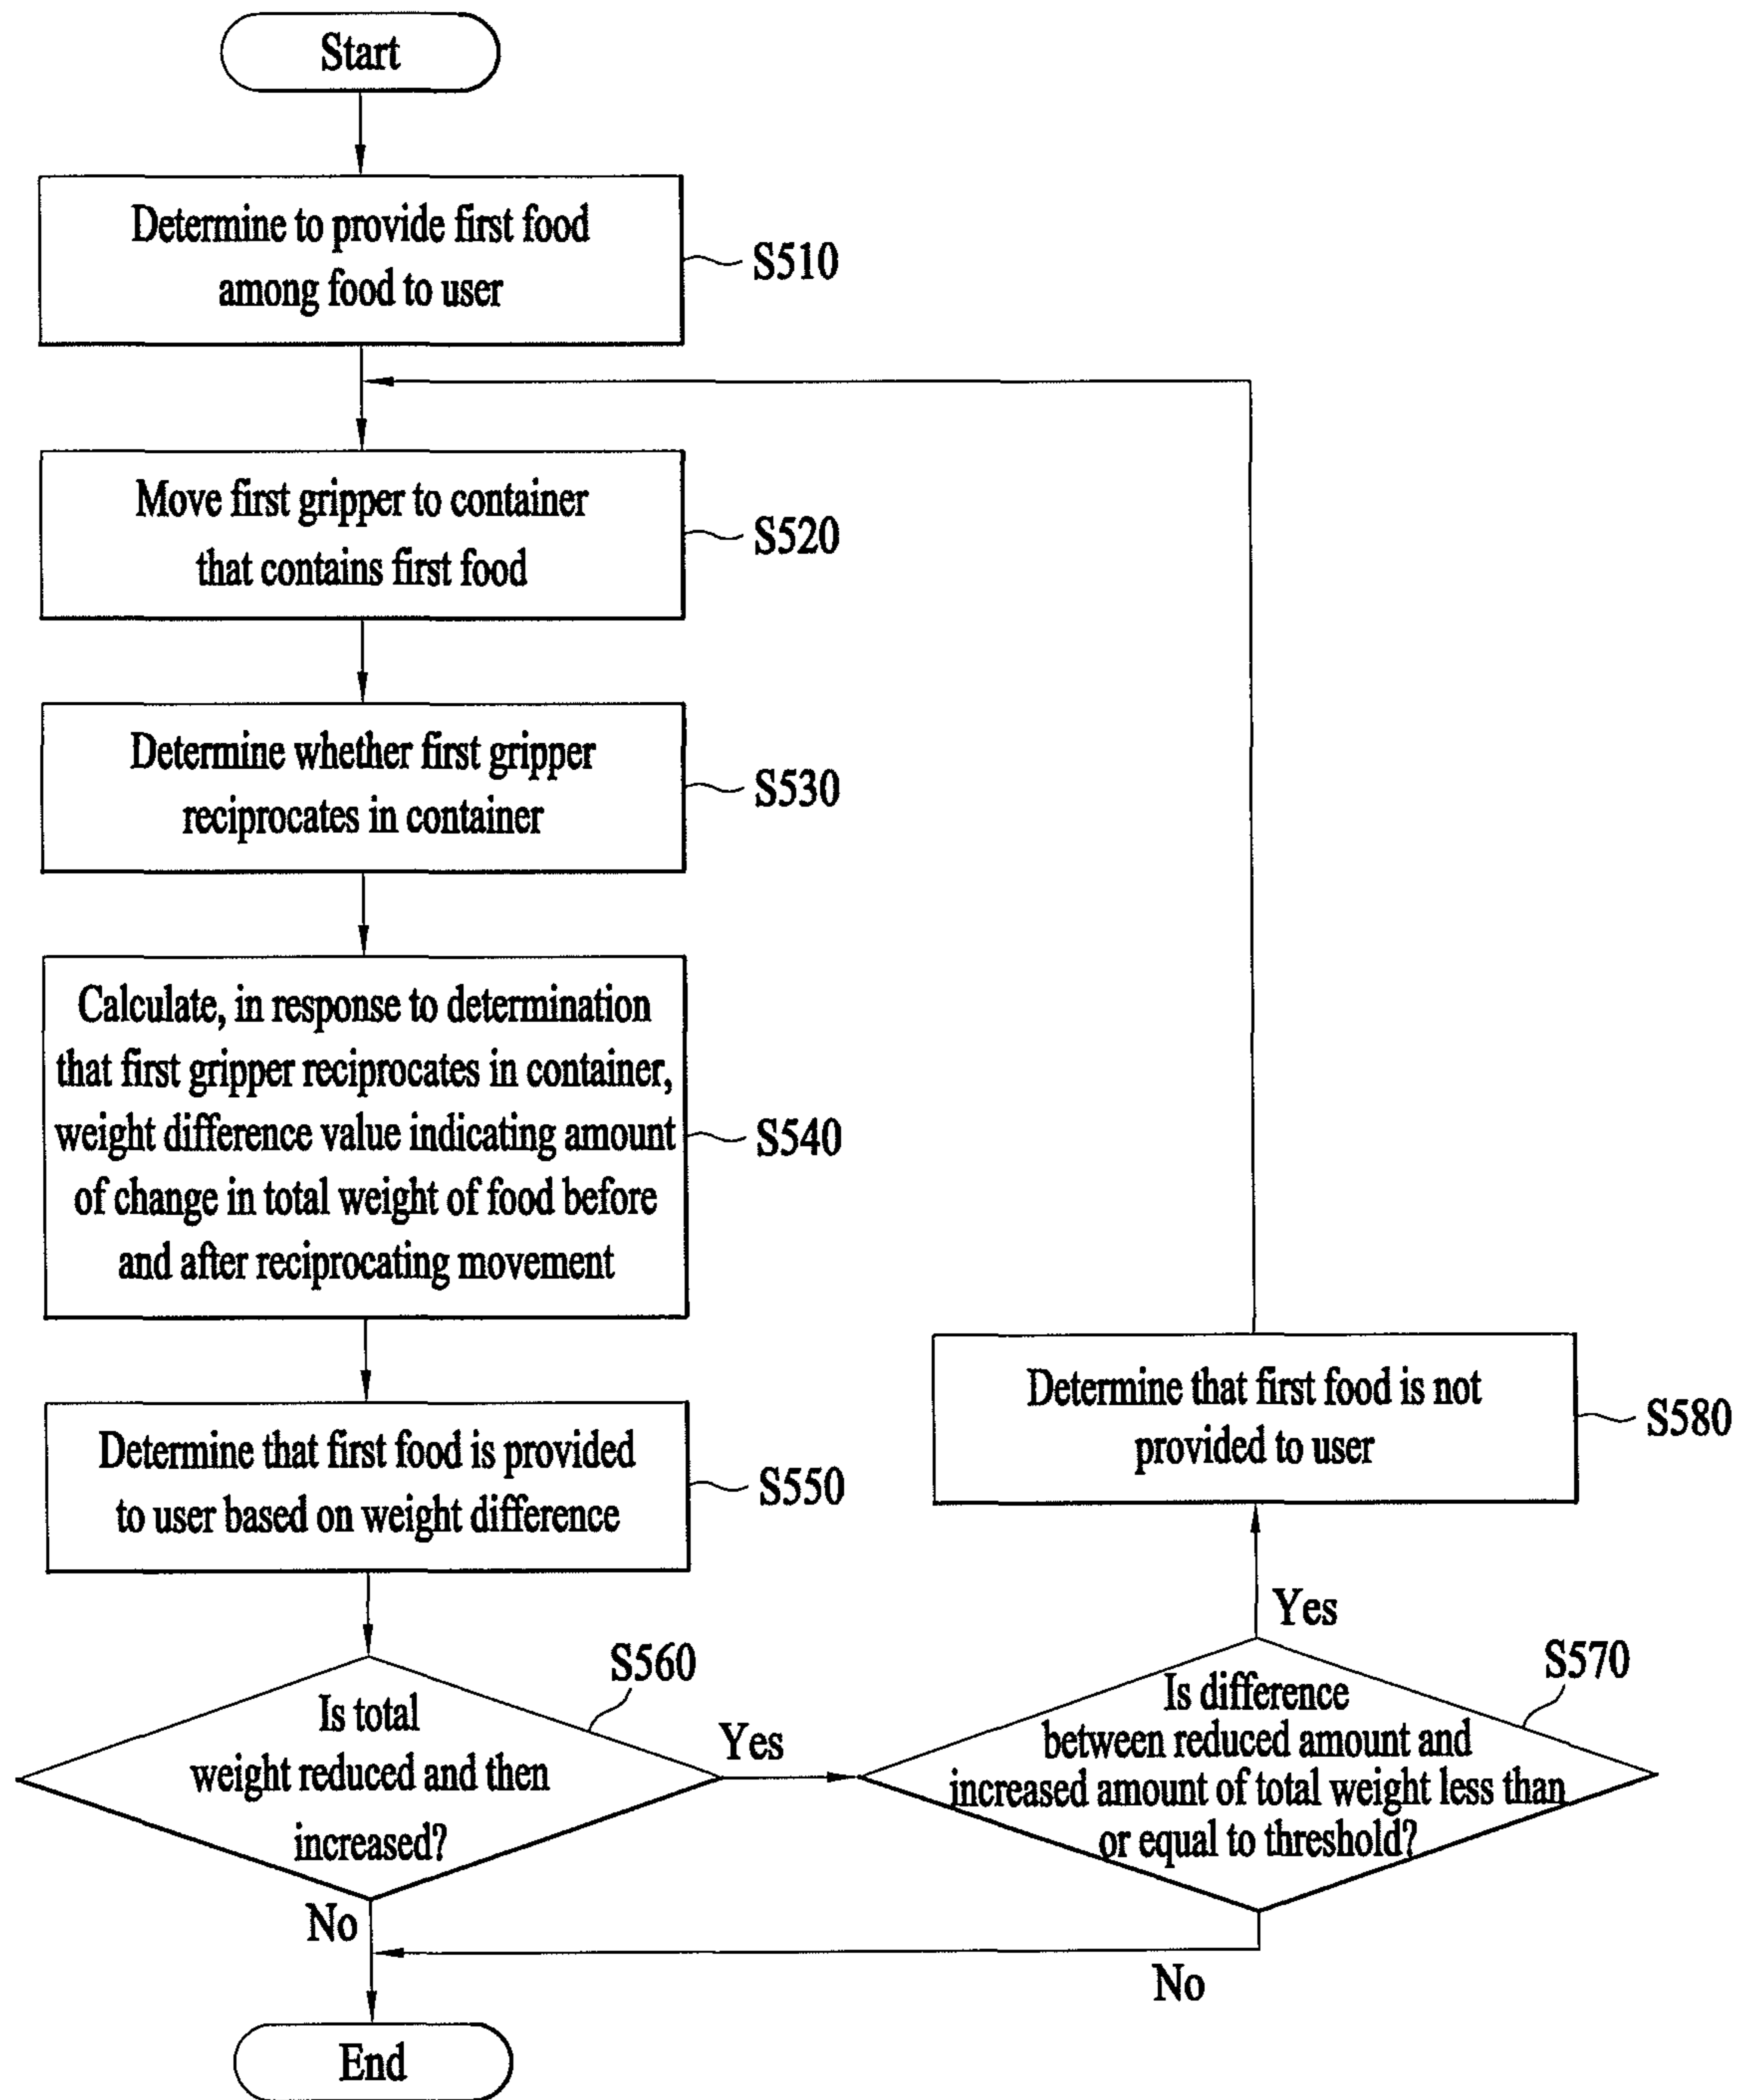 Start
Determine to provide first food
among food to user
S510
Move first gripper to container
that contains first food
S520
Determine whether first gripper
reciprocates in container
S530
Calculate, in response to determination
that first gripper reciprocates in container,
weight difference value indicating amount
of change in total weight of food before
and after reciprocating movement
S540
Determine that first food is provided
to user based on weight difference
S550
Determine that first food is not
provided to user
S580
Is total
weight reduced and then
increased?
S560
Yes
No
Is difference
between reduced amount and
increased amount of total weight less than
or equal to threshold?
S570
Yes
No
End